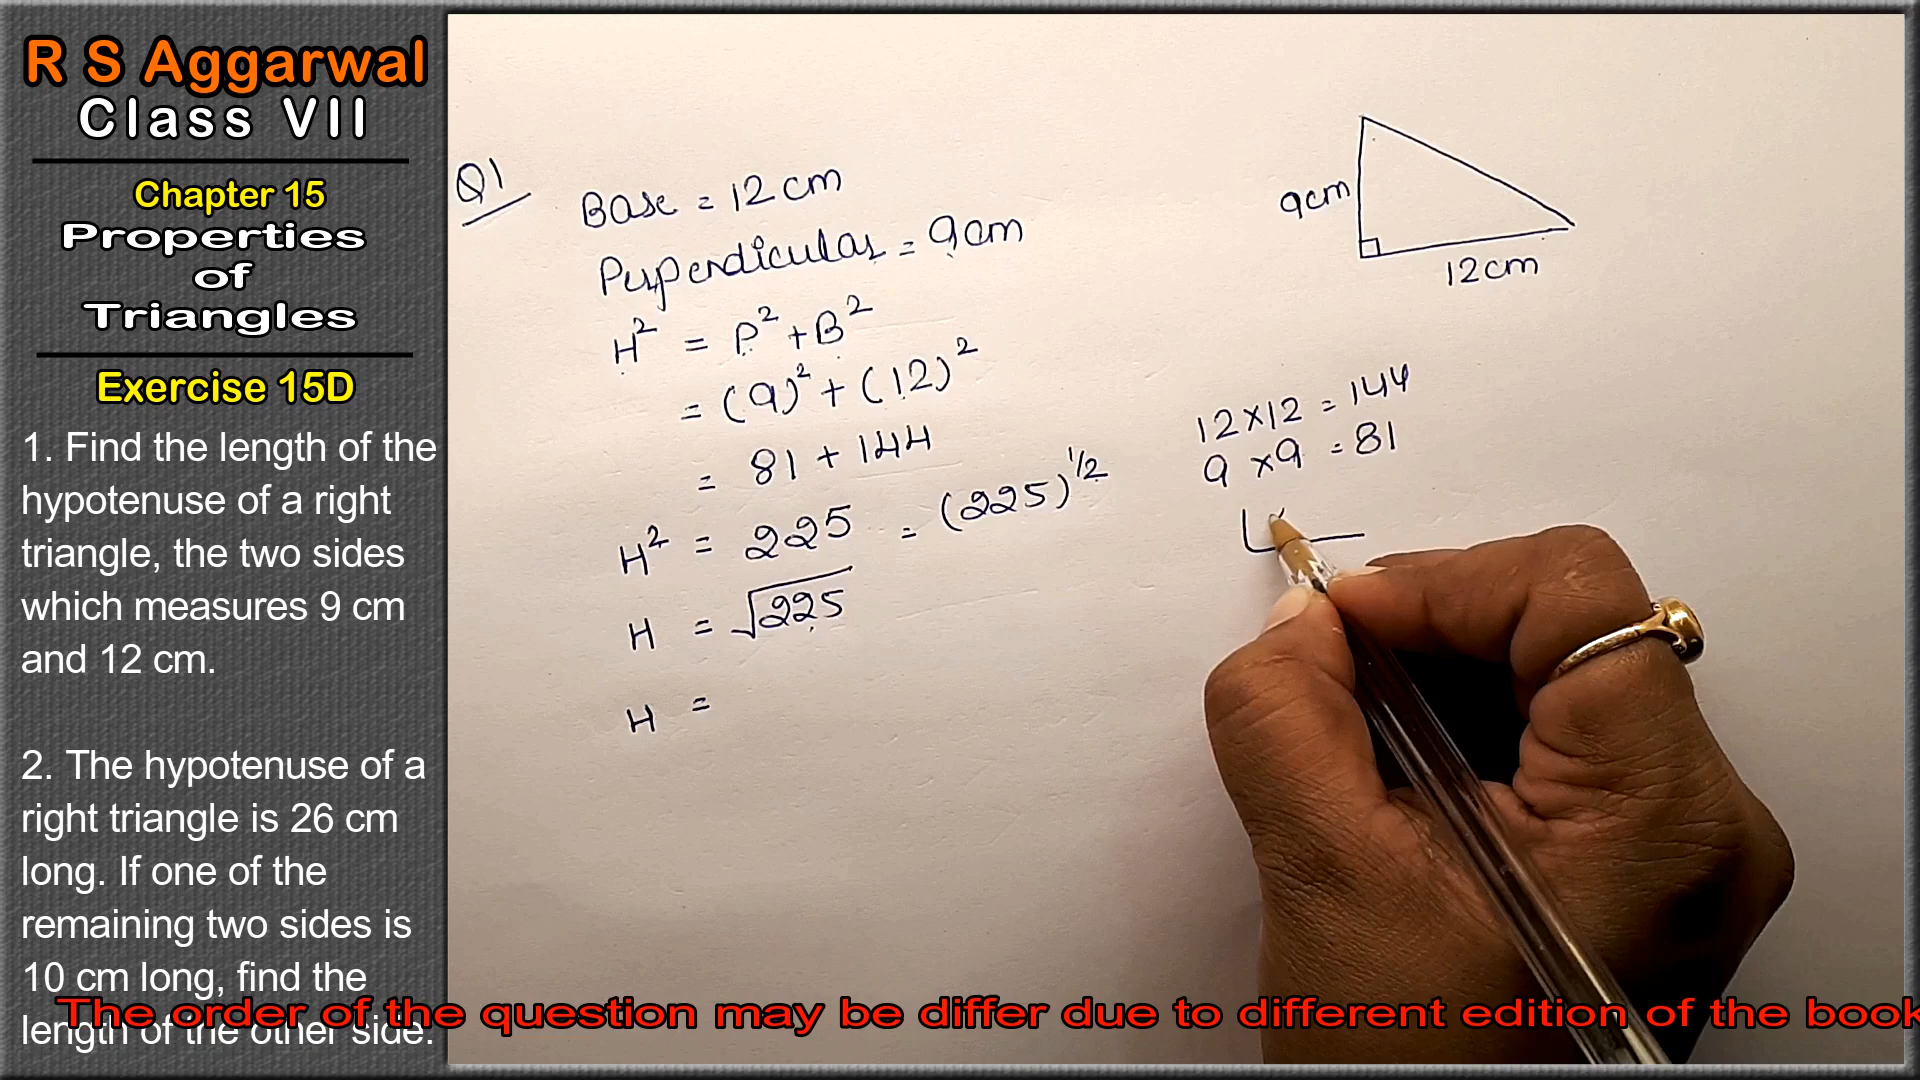 R S Aggarwal
Class VII
Chapter 15
Properties
of
Triangles
Exercise 15D
1. Find the length of the
hypotenuse of a right
triangle, the two sides
which measures 9 cm
and 12 cm.
2. The hypotenuse of a
right triangle is 26 cm
long. If one of the
remaining two sides is
10 cm long, find the
length of the other side.
Q1
Base = 12 cm
Perpendicular = 9cm
H² = P² + B²
= (9)² + (12)²
= 81 + 144
H² = 225 = (225)^1/2
H = √225
H =
9cm
12cm
12 × 12 = 144
9 × 9 = 81
The order of the question may be differ due to different edition of the book